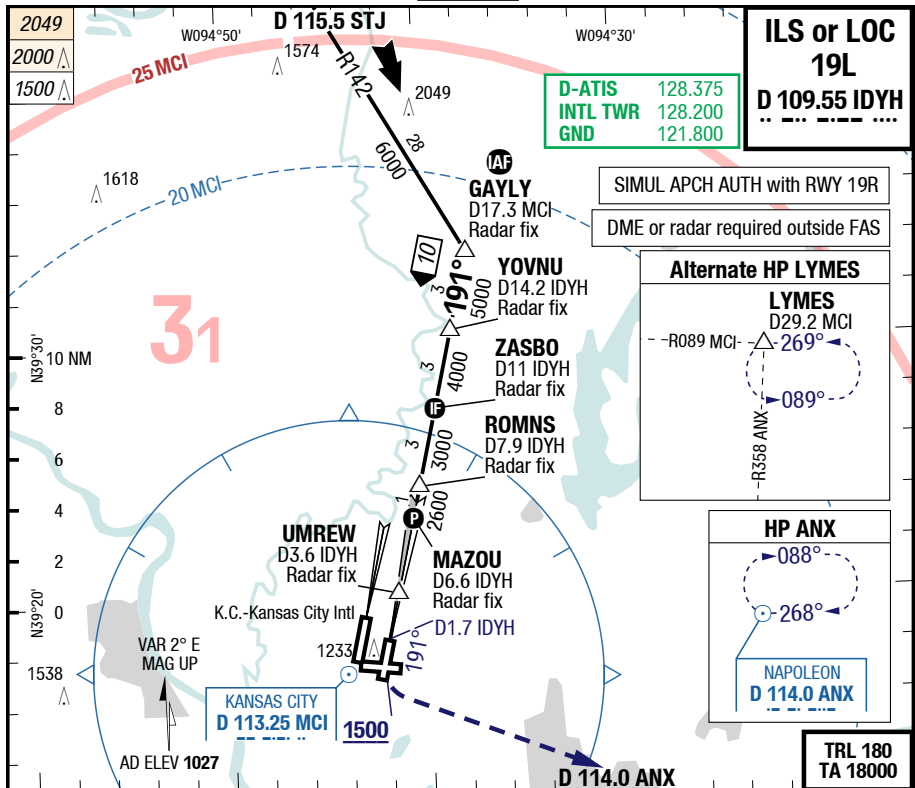 2049
2000
1500
W094°50'
D 115.5 STJ
W094°30'
ILS or LOC
19L
D 109.55 IDYH
D-ATIS 128.375
INTL TWR 128.200
GND 121.800
1574
25 MCI
R142
2049
28
6000
1618
20 MCI
IAF
GAYLY
D17.3 MCI
Radar fix
SIMUL APCH AUTH with RWY 19R
DME or radar required outside FAS
10
3
191°
5000
YOVNU
D14.2 IDYH
Radar fix
Alternate HP LYMES
LYMES
D29.2 MCI
R089 MCI
269°
089°
R358 ANX
31
N39°30'
10 NM
3
4000
ZASBO
D11 IDYH
Radar fix
IF
8
3
3000
ROMNS
D7.9 IDYH
Radar fix
6
1
2600
4
P
UMREW
D3.6 IDYH
Radar fix
MAZOU
D6.6 IDYH
Radar fix
HP ANX
088°
268°
NAPOLEON
D 114.0 ANX
2
0
N39°20'
K.C.-Kansas City Intl
D1.7 IDYH
VAR 2° E
MAG UP
1233
191°
1538
KANSAS CITY
D 113.25 MCI
1500
AD ELEV 1027
D 114.0 ANX
TRL 180
TA 18000